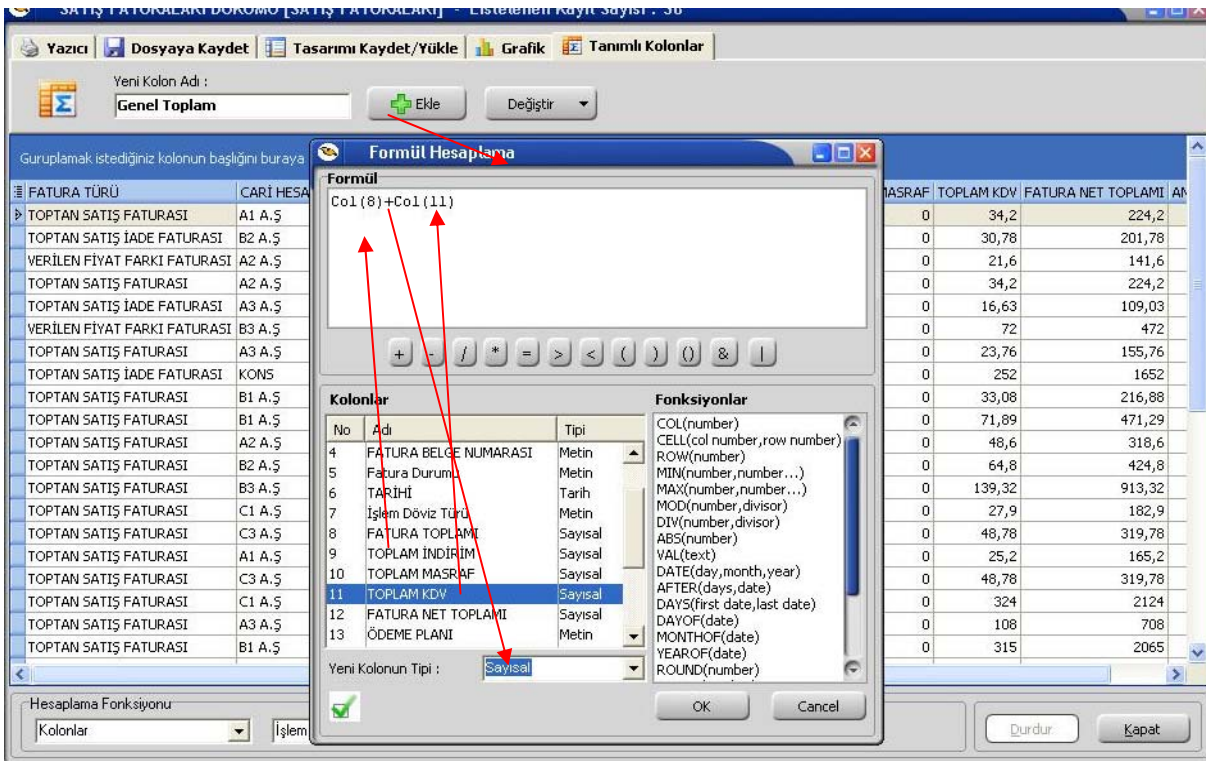 SATIŞ FATURALARI DÖKÜMÜ [SATIŞ FATURALARI] - Listelenen Kayıt Sayısı : 36
Yazıcı Dosyaya Kaydet Tasarımı Kaydet/Yükle Grafik Tanımlı Kolonlar
Yeni Kolon Adı :
Genel Toplam Ekle Değiştir
Guruplamak istediğiniz kolonun başlığını buraya
FATURA TÜRÜ CARİ HESA MASRAF TOPLAM KDV FATURA NET TOPLAMI
TOPTAN SATIŞ FATURASI A1 A.Ş 0 34,2 224,2
TOPTAN SATIŞ İADE FATURASI B2 A.Ş 0 30,78 201,78
VERİLEN FİYAT FARKI FATURASI A2 A.Ş 0 21,6 141,6
TOPTAN SATIŞ FATURASI A2 A.Ş 0 34,2 224,2
TOPTAN SATIŞ İADE FATURASI A3 A.Ş 0 16,63 109,03
VERİLEN FİYAT FARKI FATURASI B3 A.Ş 0 72 472
TOPTAN SATIŞ FATURASI A3 A.Ş 0 23,76 155,76
TOPTAN SATIŞ İADE FATURASI KONS 0 252 1652
TOPTAN SATIŞ FATURASI B1 A.Ş 0 33,08 216,88
TOPTAN SATIŞ FATURASI B1 A.Ş 0 71,89 471,29
TOPTAN SATIŞ FATURASI A2 A.Ş 0 48,6 318,6
TOPTAN SATIŞ FATURASI B2 A.Ş 0 64,8 424,8
TOPTAN SATIŞ FATURASI B3 A.Ş 0 139,32 913,32
TOPTAN SATIŞ FATURASI C1 A.Ş 0 27,9 182,9
TOPTAN SATIŞ FATURASI C3 A.Ş 0 48,78 319,78
TOPTAN SATIŞ FATURASI A1 A.Ş 0 25,2 165,2
TOPTAN SATIŞ FATURASI C3 A.Ş 0 48,78 319,78
TOPTAN SATIŞ FATURASI C1 A.Ş 0 324 2124
TOPTAN SATIŞ FATURASI A3 A.Ş 0 108 708
TOPTAN SATIŞ FATURASI B1 A.Ş 0 315 2065
Formül Hesaplama
Formül
Col(8)+Col(11)
+ - / * = > < ( ) () & |
Kolonlar
No Adı Tipi
4 FATURA BELGE NUMARASI Metin
5 Fatura Durumu Metin
6 TARİHİ Tarih
7 İşlem Döviz Türü Metin
8 FATURA TOPLAMI Sayısal
9 TOPLAM İNDİRİM Sayısal
10 TOPLAM MASRAF Sayısal
11 TOPLAM KDV Sayısal
12 FATURA NET TOPLAMI Sayısal
13 ÖDEME PLANI Metin
Yeni Kolonun Tipi : Sayısal
Fonksiyonlar
COL(number)
CELL(col number,row number)
ROW(number)
MIN(number,number...)
MAX(number,number...)
MOD(number,divisor)
DIV(number,divisor)
ABS(number)
VAL(text)
DATE(day,month,year)
AFTER(days,date)
DAYS(first date,last date)
DAYOF(date)
MONTHOF(date)
YEAROF(date)
ROUND(number)
OK Cancel
Hesaplama Fonksiyonu
Kolonlar İşlem
Durdur Kapat